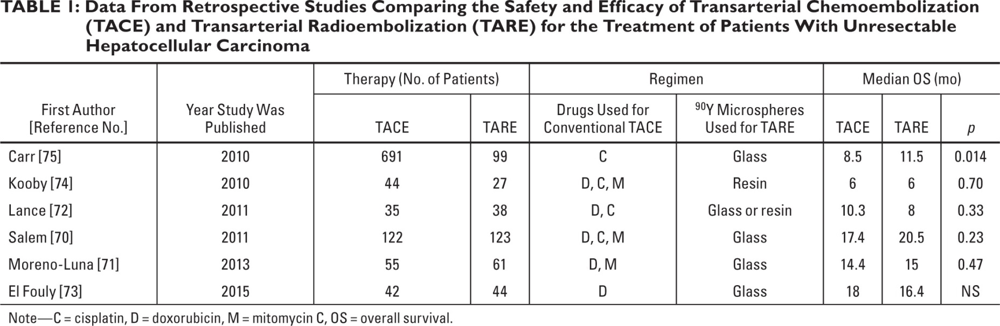 TABLE 1: Data From Retrospective Studies Comparing the Safety and Efficacy of Transarterial Chemoembolization
(TACE) and Transarterial Radioembolization (TARE) for the Treatment of Patients With Unresectable
Hepatocellular Carcinoma
First Author [Reference No.] Year Study Was Published Therapy (No. of Patients) Regimen Median OS (mo)
TACE TARE Drugs Used for Conventional TACE 90Y Microspheres Used for TARE TACE TARE p
Carr [75] 2010 691 99 C Glass 8.5 11.5 0.014
Kooby [74] 2010 44 27 D, C, M Resin 6 6 0.70
Lance [72] 2011 35 38 D, C Glass or resin 10.3 8 0.33
Salem [70] 2011 122 123 D, C, M Glass 17.4 20.5 0.23
Moreno-Luna [71] 2013 55 61 D, M Glass 14.4 15 0.47
El Fouly [73] 2015 42 44 D Glass 18 16.4 NS
Note—C = cisplatin, D = doxorubicin, M = mitomycin C, OS = overall survival.